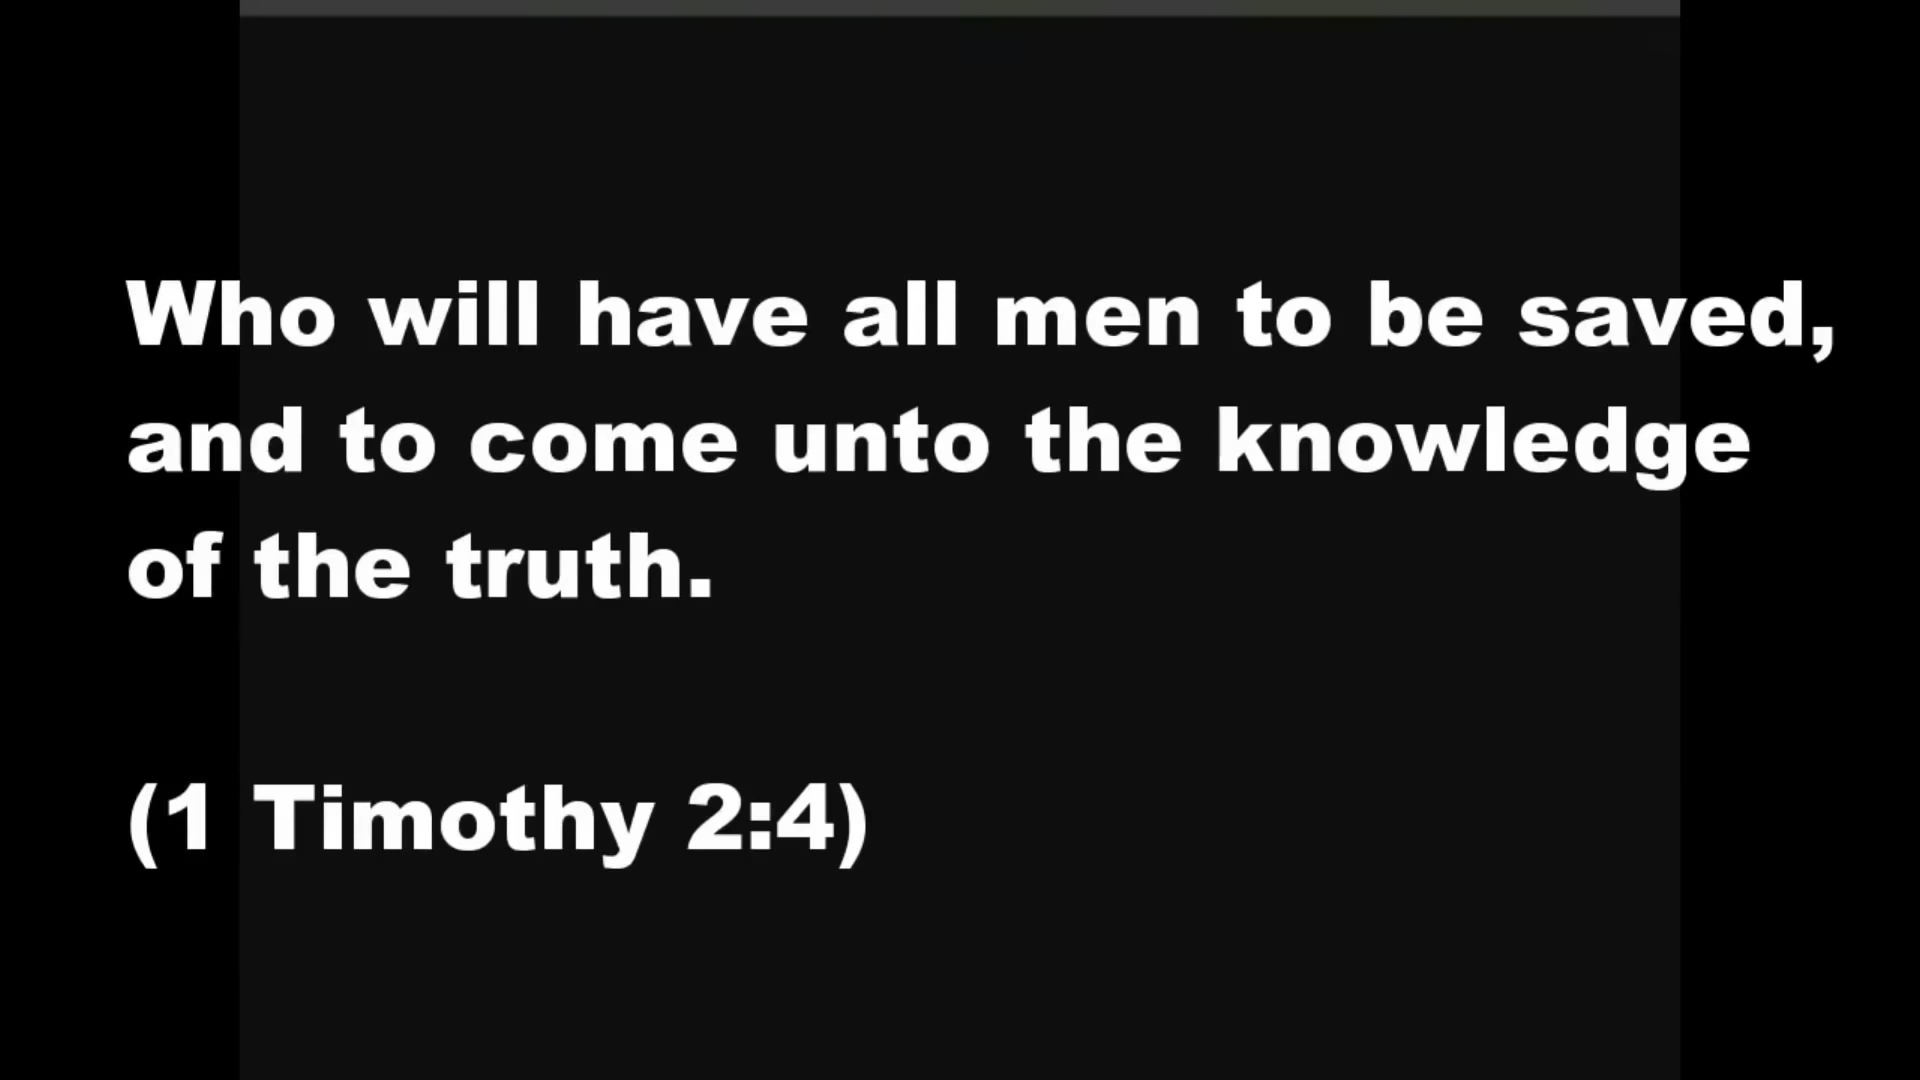 Who will have all men to be saved,
and to come unto the knowledge
of the truth.
(1 Timothy 2:4)